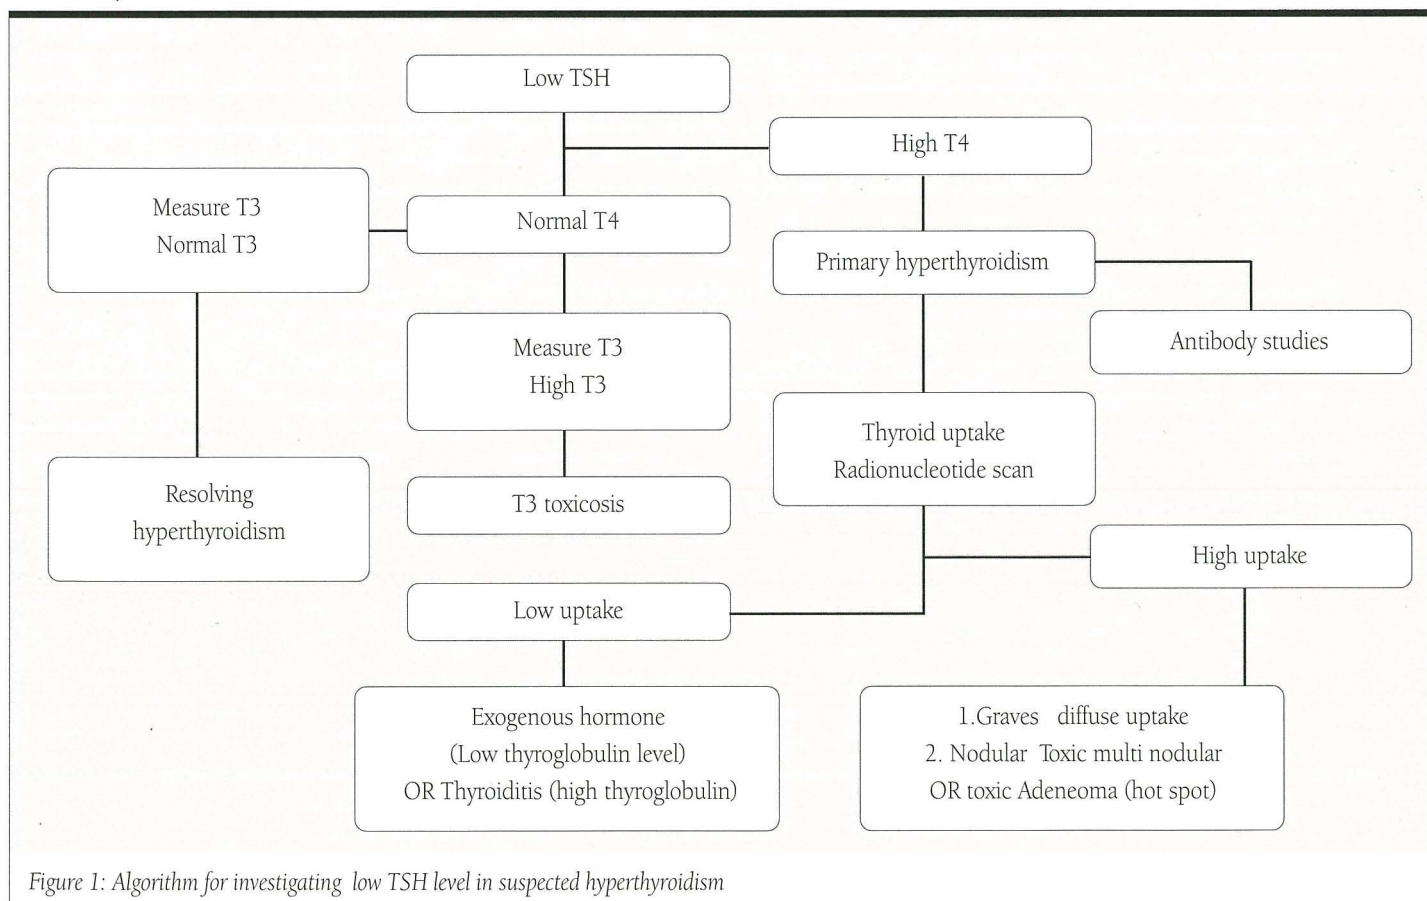 Low TSH
High T4
Measure T3
Normal T3
Normal T4
Primary hyperthyroidism
Antibody studies
Measure T3
High T3
Thyroid uptake
Radionucleotide scan
Resolving
hyperthyroidism
T3 toxicosis
High uptake
Low uptake
Exogenous hormone
(Low thyroglobulin level)
OR Thyroiditis (high thyroglobulin)
1.Graves diffuse uptake
2. Nodular Toxic multi nodular
OR toxic Adeneoma (hot spot)
Figure 1: Algorithm for investigating low TSH level in suspected hyperthyroidism